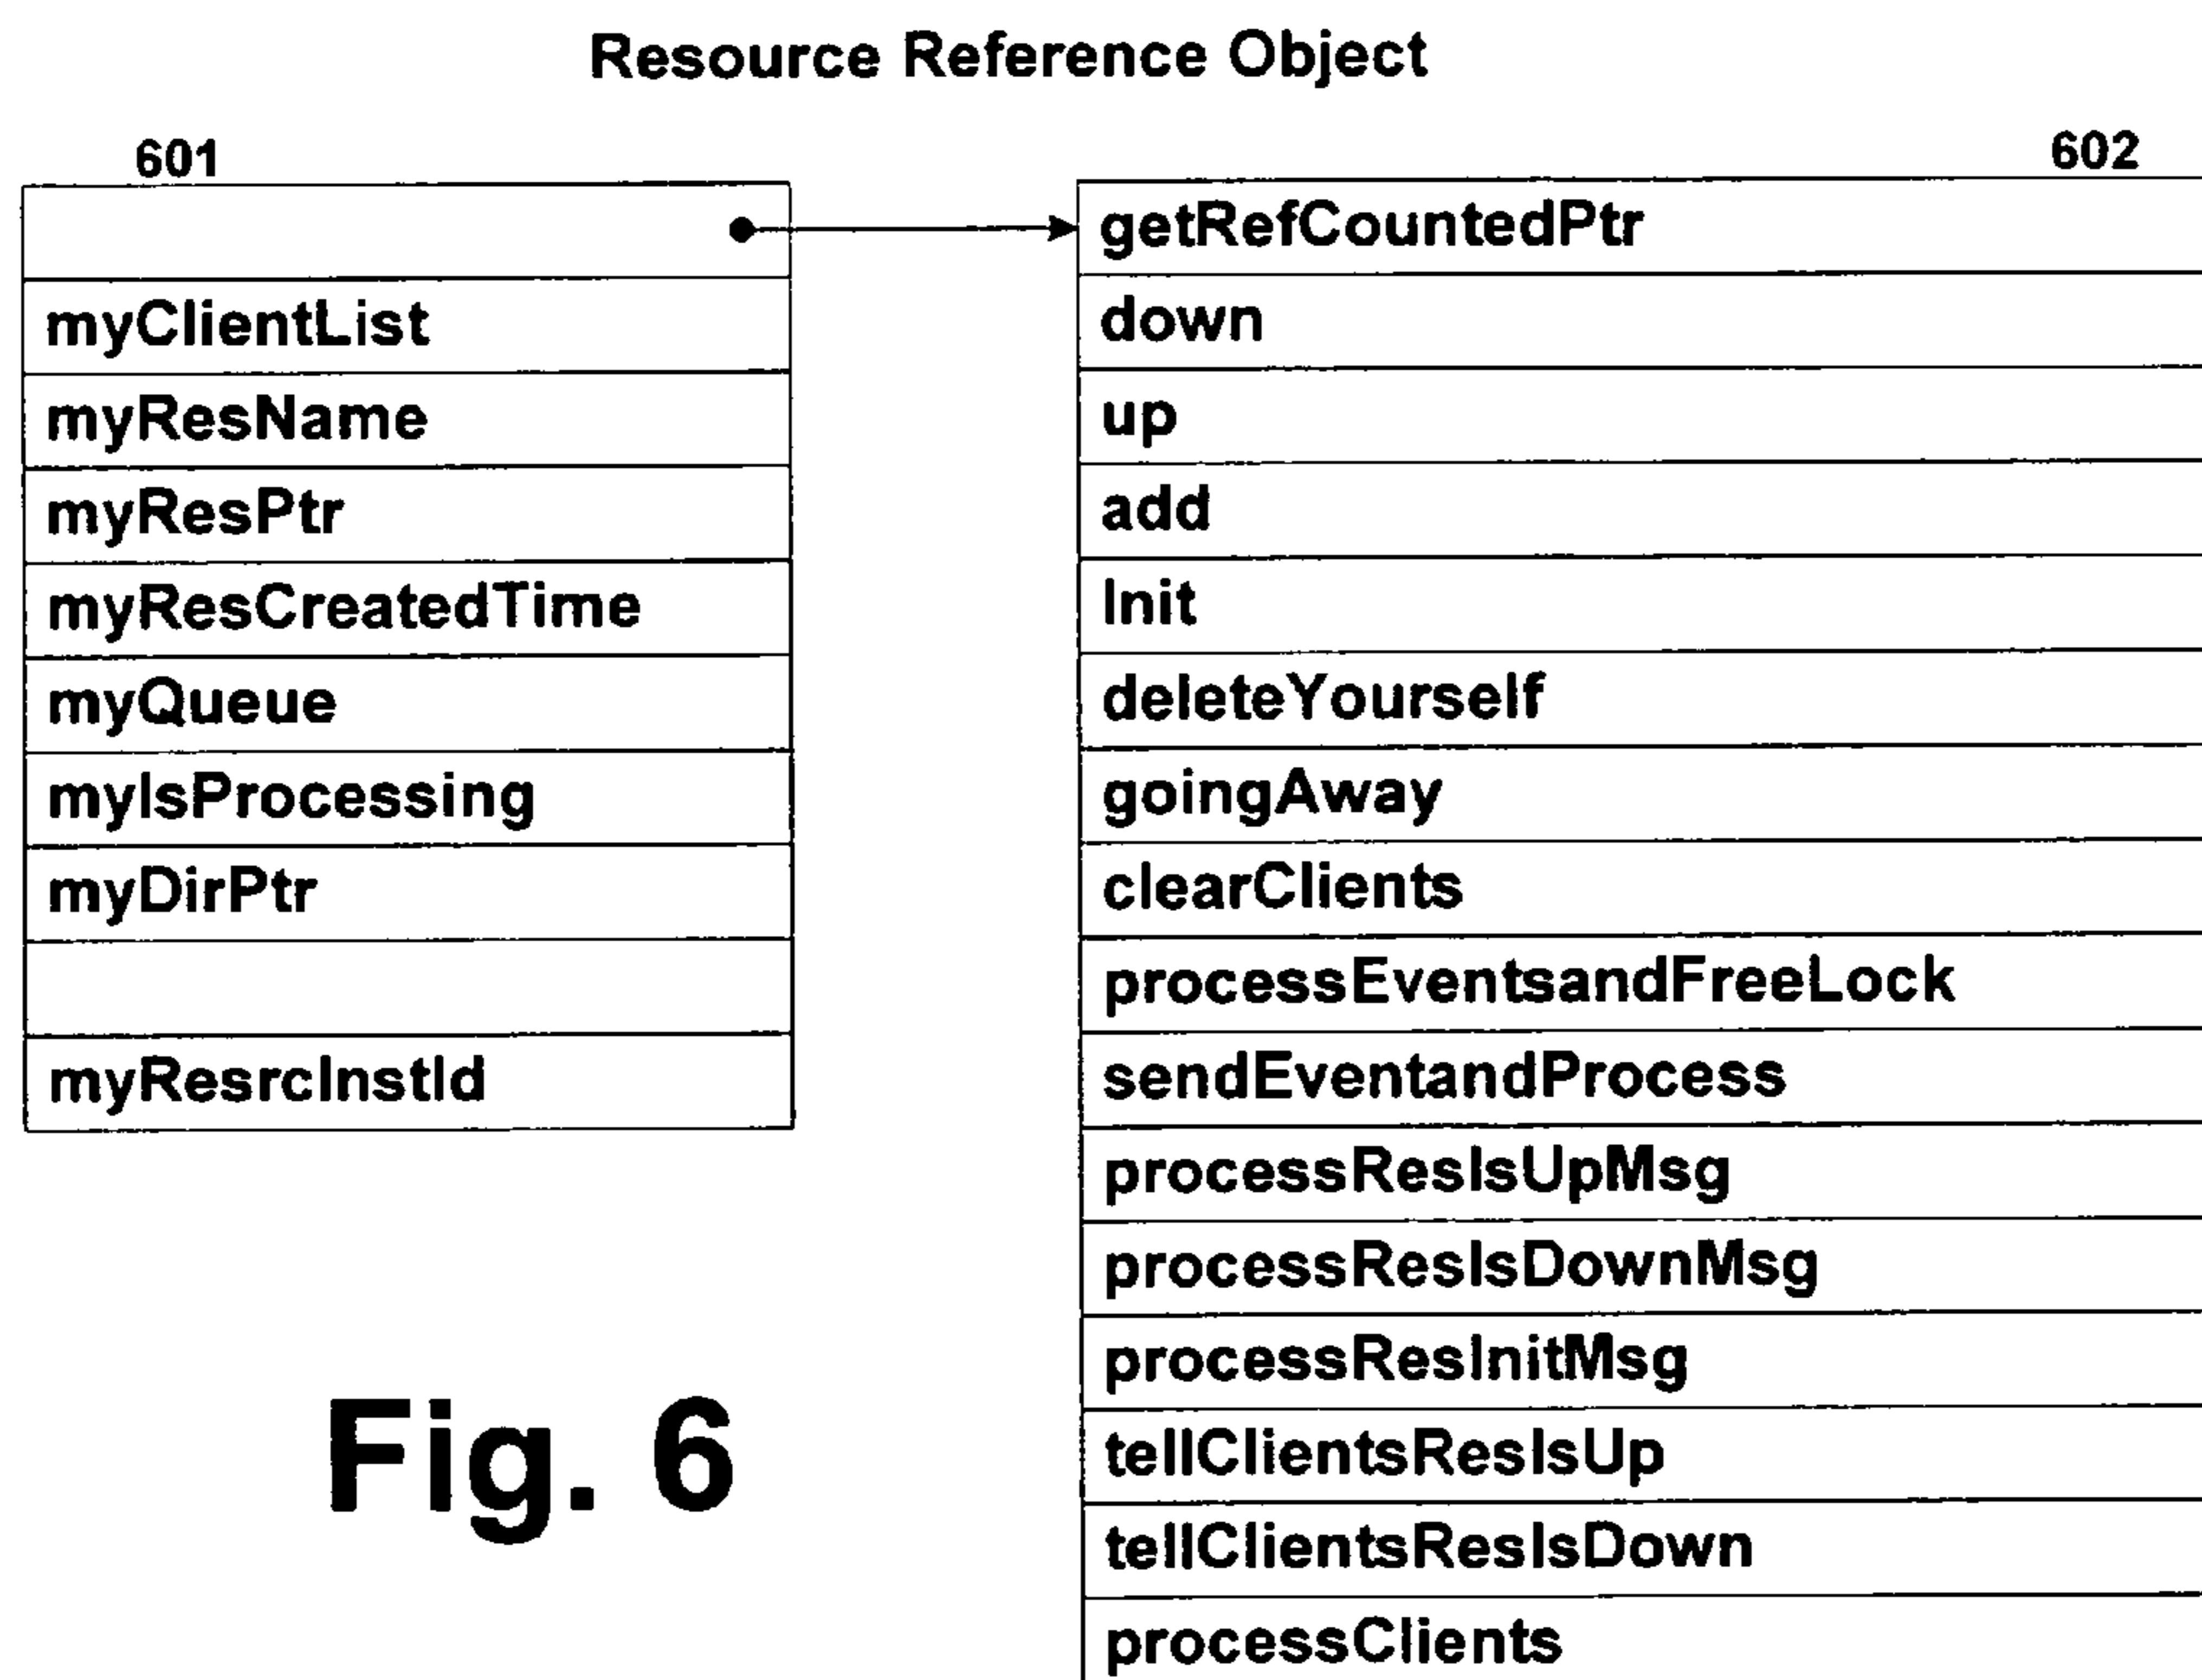 Resource Reference Object
601
myClientList
myResName
myResPtr
myResCreatedTime
myQueue
myIsProcessing
myDirPtr
myResrcInstId
602
getRefCountedPtr
down
up
add
Init
deleteYourself
goingAway
clearClients
processEventsandFreeLock
sendEventandProcess
processResIsUpMsg
processResIsDownMsg
processResInitMsg
tellClientsResIsUp
tellClientsResIsDown
processClients
Fig. 6